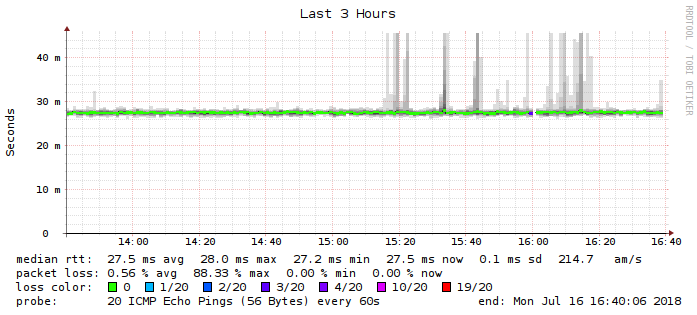 Last 3 Hours
RRDTOOL / TOBI OETIKER
Seconds
40 m
30 m
20 m
10 m
0
14:00 14:20 14:40 15:00 15:20 15:40 16:00 16:20 16:40
median rtt: 27.5 ms avg 28.0 ms max 27.2 ms min 27.5 ms now 0.1 ms sd 214.7 am/s
packet loss: 0.56 % avg 88.33 % max 0.00 % min 0.00 % now
loss color: 0 1/20 2/20 3/20 4/20 10/20 19/20
probe: 20 ICMP Echo Pings (56 Bytes) every 60s end: Mon Jul 16 16:40:06 2018